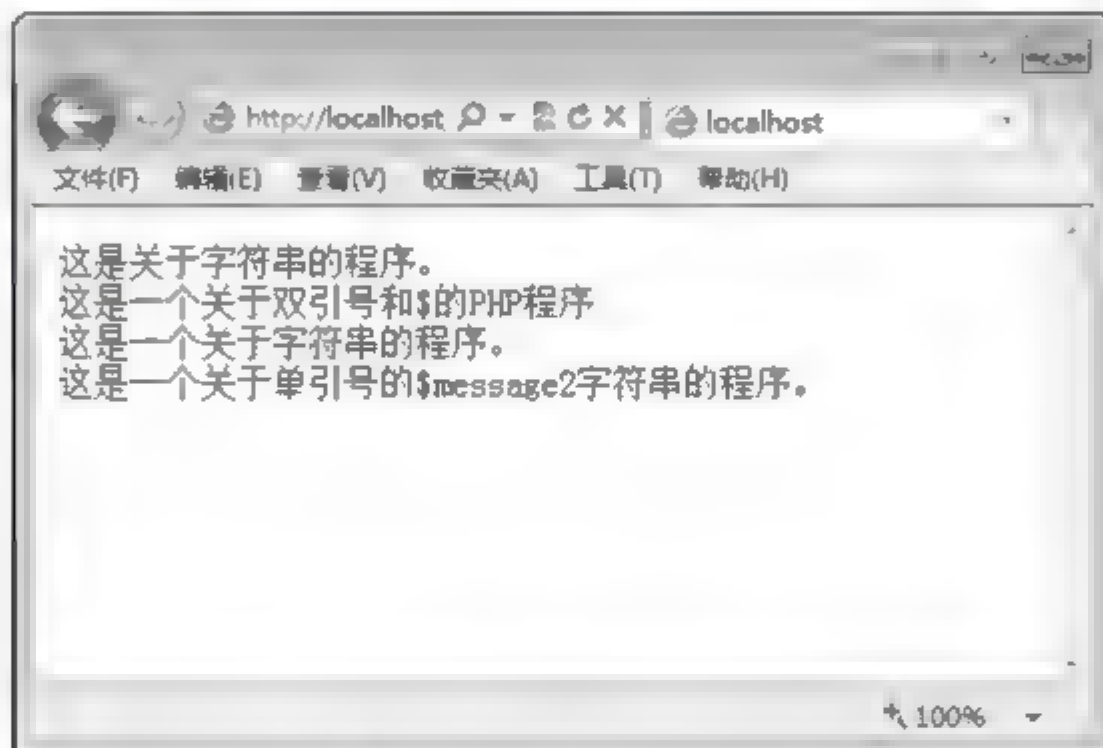 http://localhost localhost
文件(F) 编辑(E) 查看(V) 收藏夹(A) 工具(T) 帮助(H)
这是关于字符串的程序。
这是一个关于双引号和$的PHP程序
这是一个关于字符串的程序。
这是一个关于单引号的$message2字符串的程序。
100%